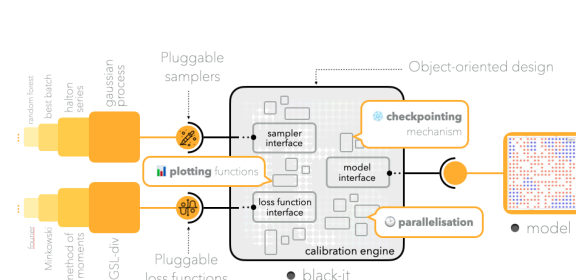 Pluggable
samplers
Object-oriented design
random forest
best batch
halton
series
gaussian
process
...
checkpointing
mechanism
sampler
interface
plotting functions
model
interface
loss function
interface
parallelisation
calibration engine
...
fourier
Minkowski
method of
moments
GSL-div
Pluggable
loss functions
black-it
model